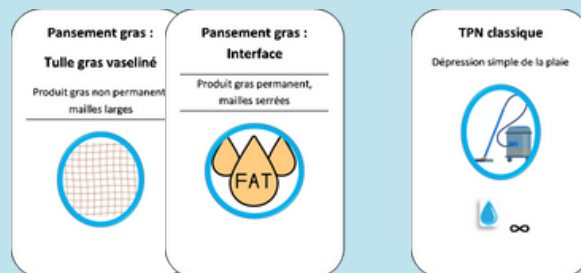 Pansement gras :
Tulle gras vaseliné
Produit gras non permanent
mailles larges
Pansement gras :
Interface
Produit gras permanent,
mailles serrées
FAT
TPN classique
Dépression simple de la plaie
∞